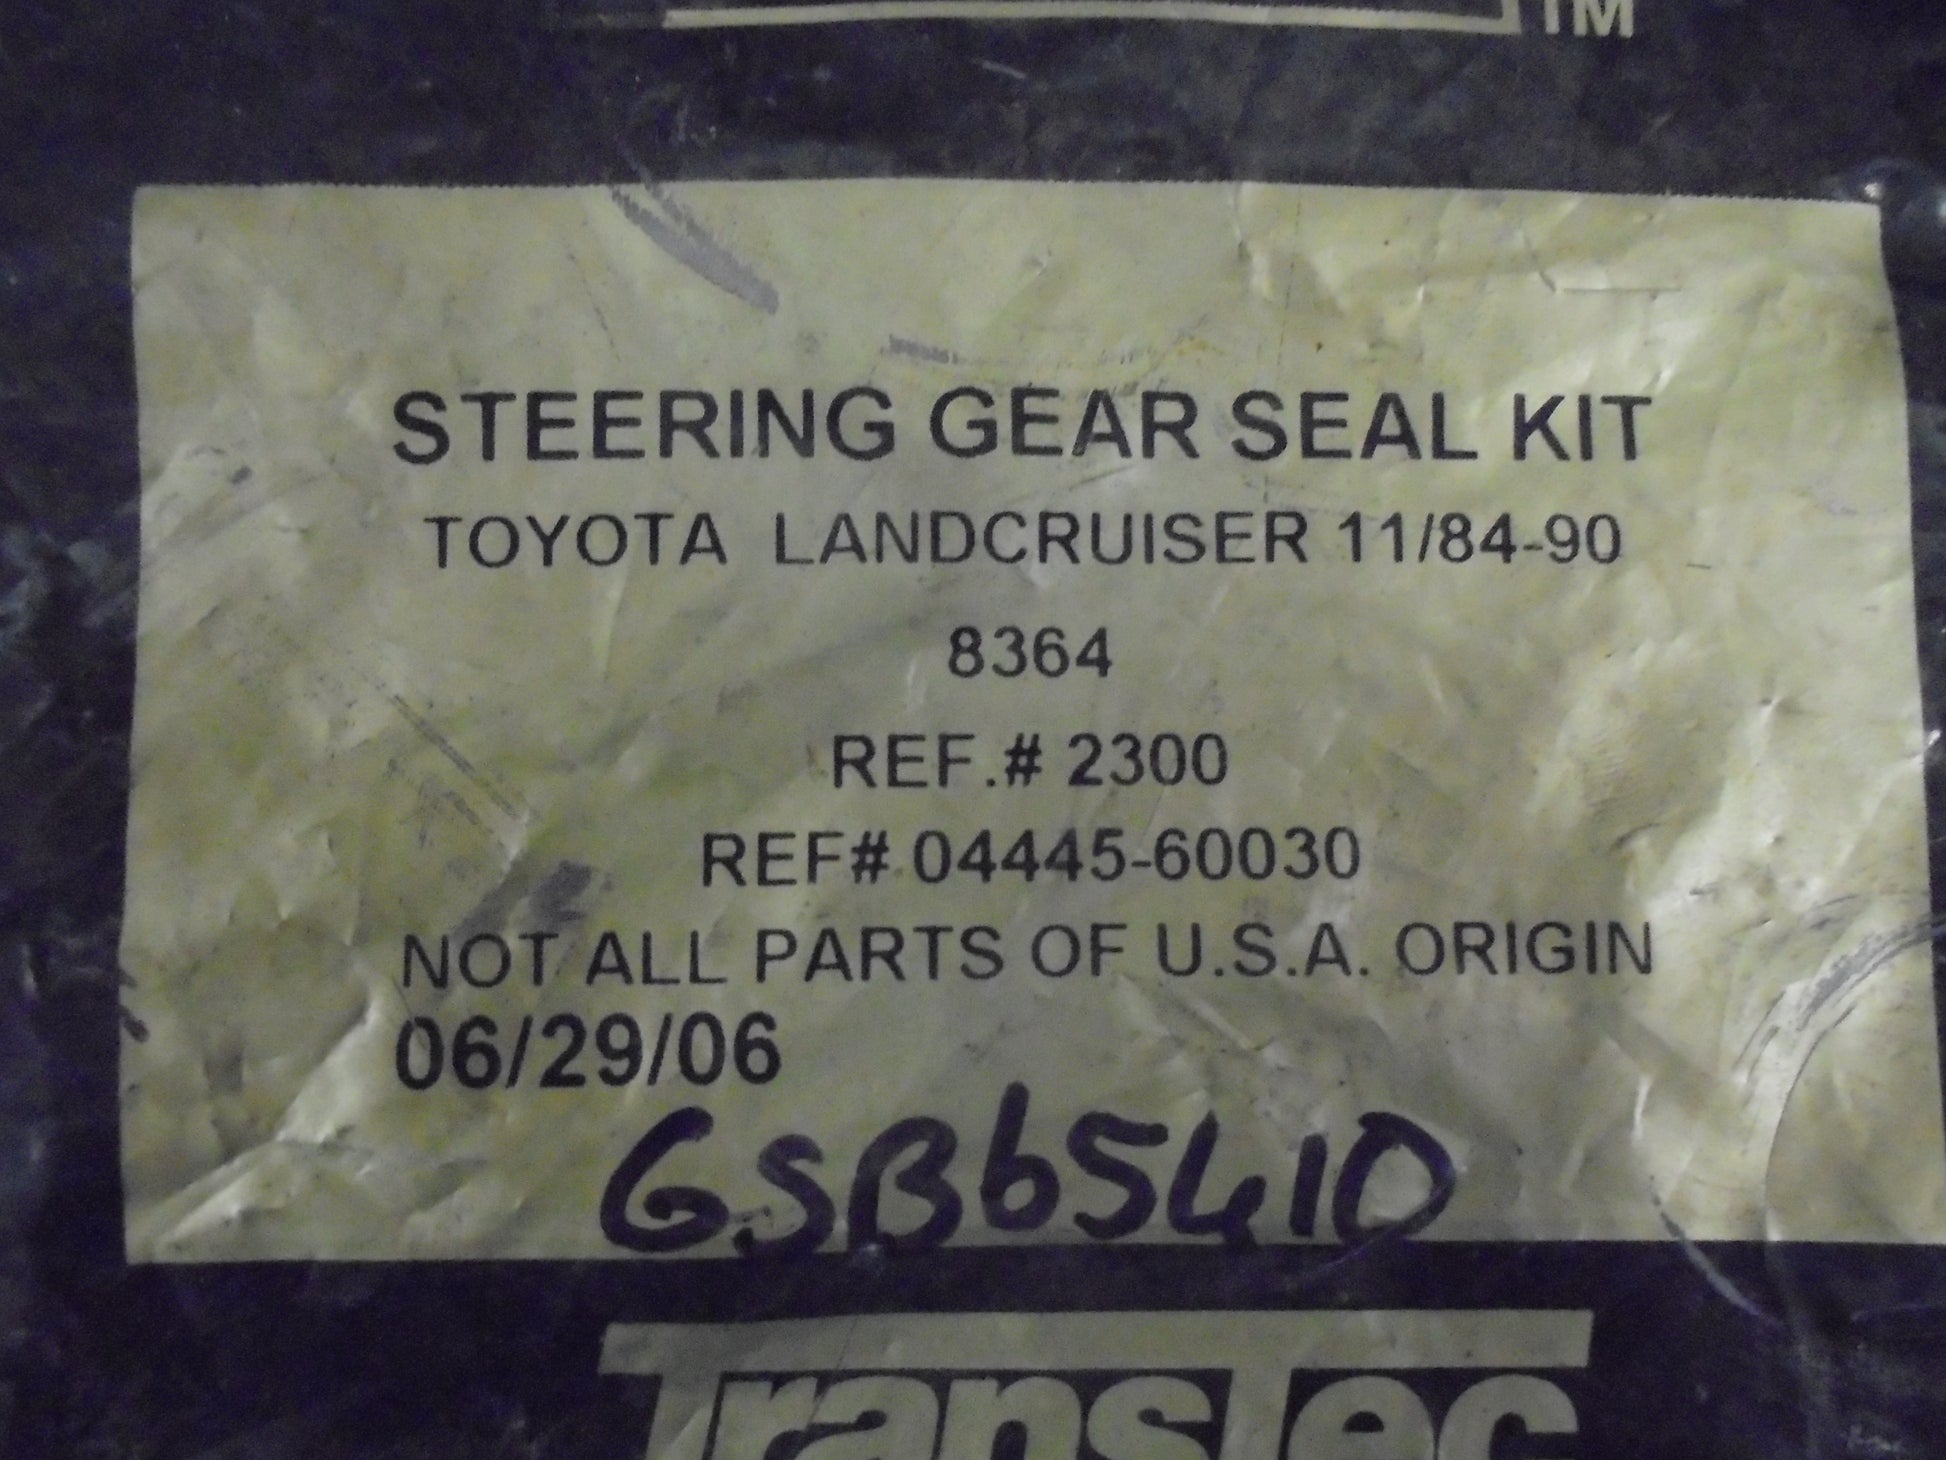 TM
STEERING GEAR SEAL KIT
TOYOTA LANDCRUISER 11/84-90
8364
REF.# 2300
REF# 04445-60030
NOT ALL PARTS OF U.S.A. ORIGIN
06/29/06
GSB65410
TransTec